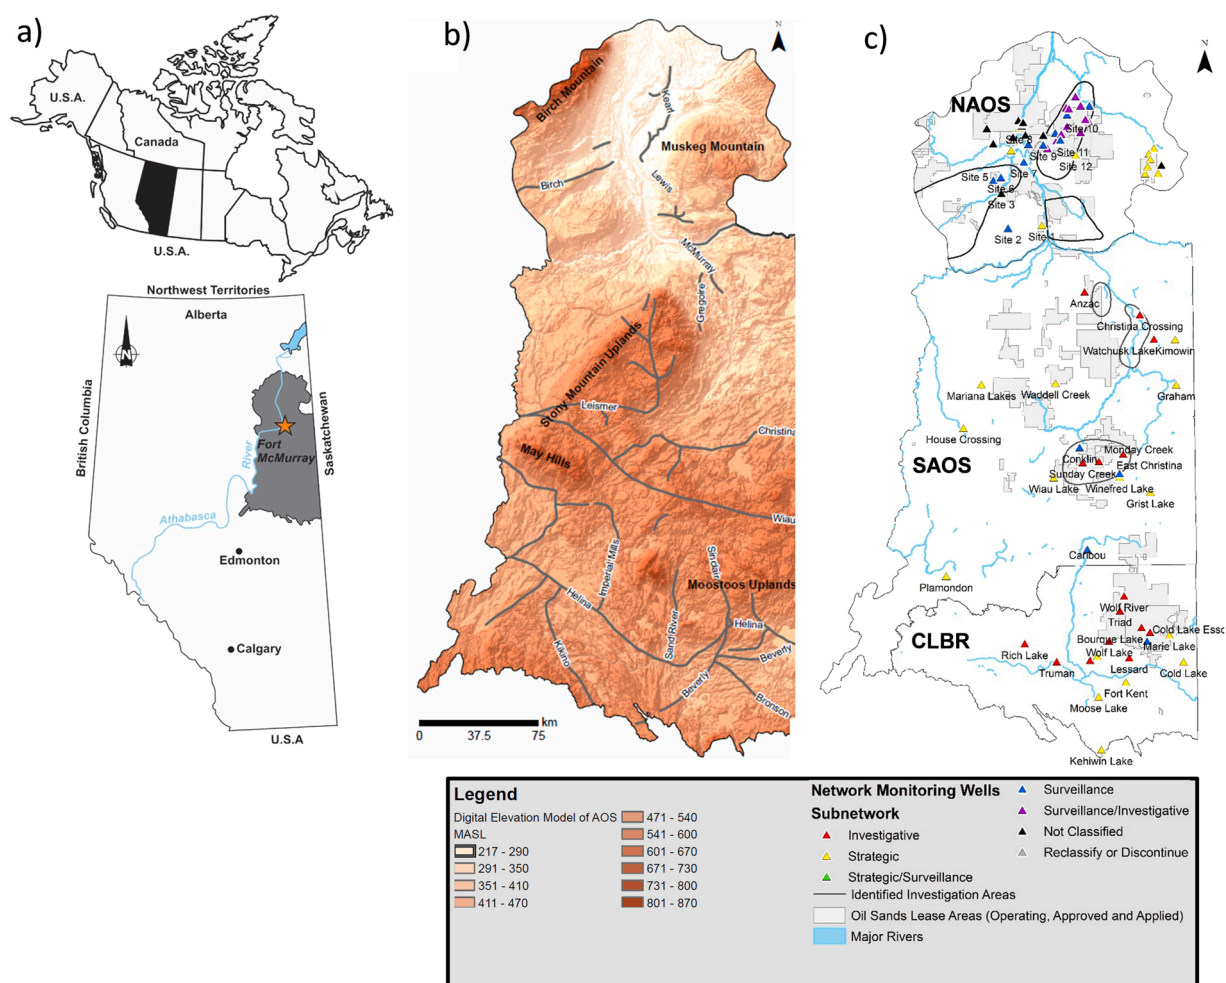 a)
U.S.A.
Canada
U.S.A.
Northwest Territories
Alberta
British Columbia
Saskatchewan
N
Fort
McMurray
River
Athabasca
Edmonton
Calgary
U.S.A
b)
N
Birch Mountain
Kearl
Muskeg Mountain
Birch
Lewis
McMurray
Gregoire
Stony Mountain Uplands
Leismer
Christina
May Hills
Wiau
Imperial Mills
Sinclair
Moostoos Uplands
Helina
Sand River
Helina
Kikino
Beverly
Beverly
Bronson
km
0 37.5 75
c)
N
NAOS
Site 10
Site 8
Site 9
Site 11
Site 7
Site 12
Site 5
Site 6
Site 3
Site 2
Site 1
Anzac
Christina Crossing
Watchusk Lake
Kimowin
Mariana Lakes
Waddell Creek
Graham
House Crossing
SAOS
Conklin
Monday Creek
East Christina
Sunday Creek
Wiau Lake
Winefred Lake
Grist Lake
Caribou
Plamondon
CLBR
Wolf River
Triad
Cold Lake Esso
Bourque Lake
Marie Lake
Rich Lake
Wolf Lake
Truman
Lessard
Cold Lake
Fort Kent
Moose Lake
Kehiwin Lake
Legend
Digital Elevation Model of AOS
MASL
217 - 290
291 - 350
351 - 410
411 - 470
471 - 540
541 - 600
601 - 670
671 - 730
731 - 800
801 - 870
Network Monitoring Wells
Subnetwork
Investigative
Strategic
Strategic/Surveillance
Surveillance
Surveillance/Investigative
Not Classified
Reclassify or Discontinue
Identified Investigation Areas
Oil Sands Lease Areas (Operating, Approved and Applied)
Major Rivers